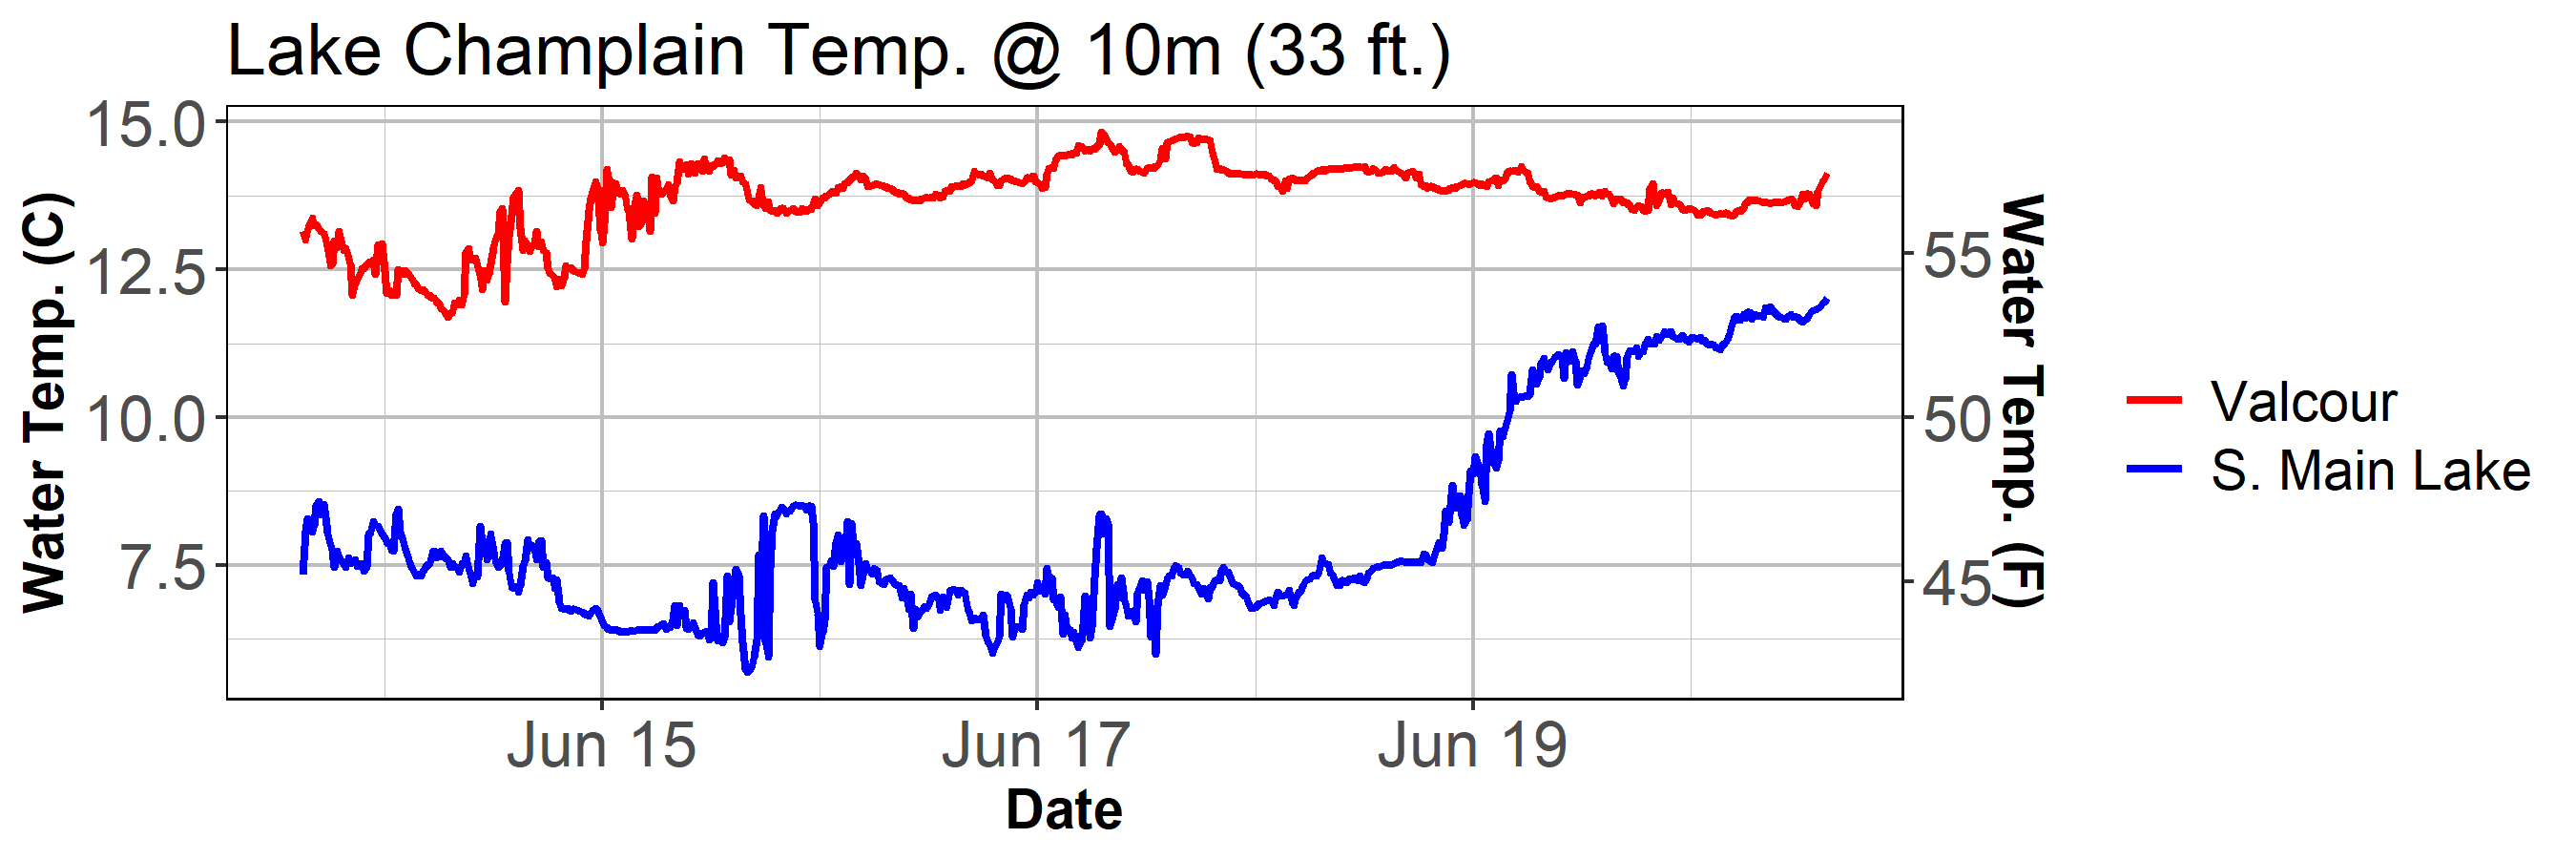 Lake Champlain Temp. @ 10m (33 ft.)
Water Temp. (C)
15.0
12.5
10.0
7.5
55
50
45
Water Temp. (F)
Jun 15
Jun 17
Jun 19
Date
Valcour
S. Main Lake